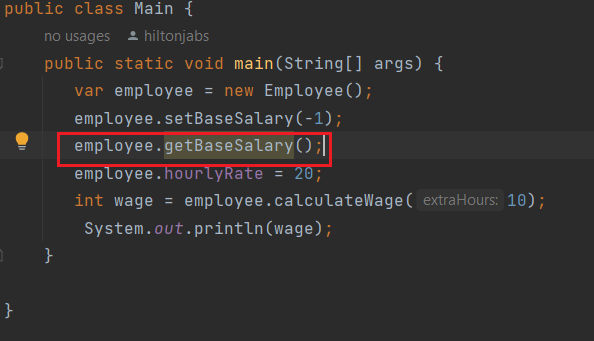 public class Main {
no usages hiltonjabs
public static void main(String[] args) {
var employee = new Employee();
employee.setBaseSalary(-1);
employee.getBaseSalary();
employee.hourlyRate = 20;
int wage = employee.calculateWage( extraHours: 10);
System.out.println(wage);
}
}